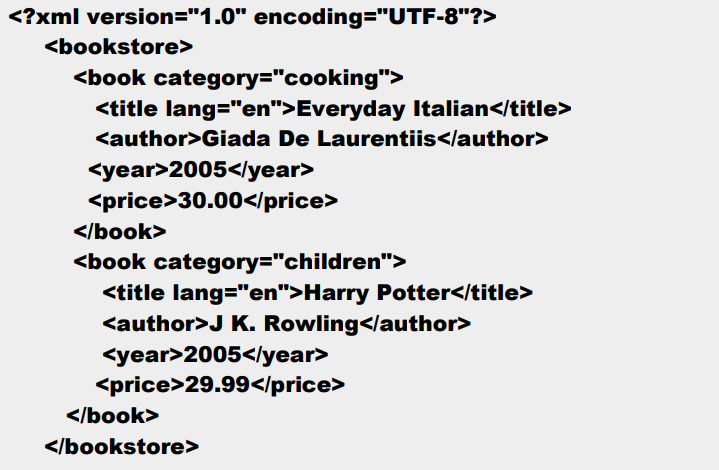 <?xml version="1.0" encoding="UTF-8"?>
<bookstore>
<book category="cooking">
<title lang="en">Everyday Italian</title>
<author>Giada De Laurentiis</author>
<year>2005</year>
<price>30.00</price>
</book>
<book category="children">
<title lang="en">Harry Potter</title>
<author>J K. Rowling</author>
<year>2005</year>
<price>29.99</price>
</book>
</bookstore>